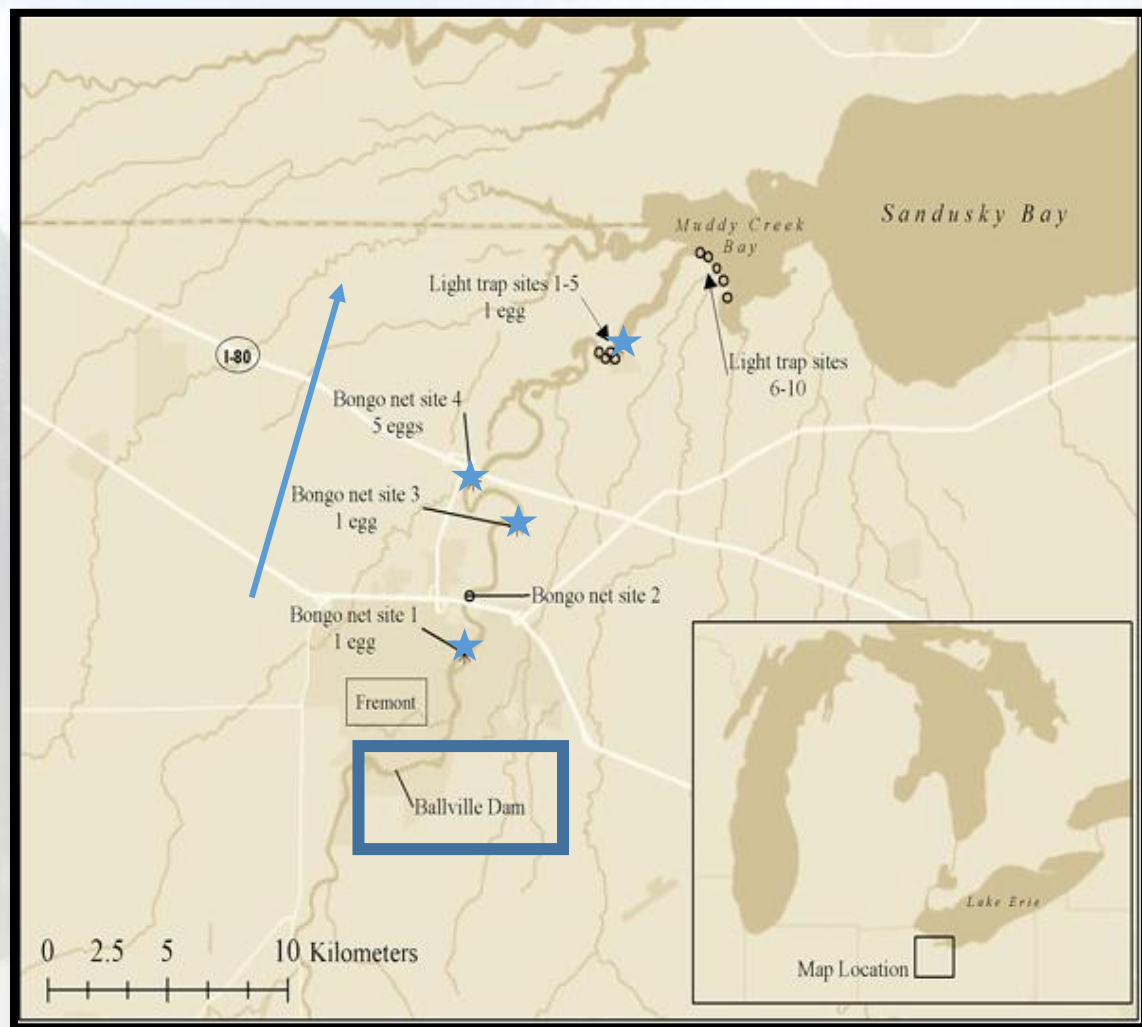 Sandusky Bay
Muddy Creek
Bay
Light trap sites 1-5
1 egg
I-80
Light trap sites
6-10
Bongo net site 4
5 eggs
Bongo net site 3
1 egg
Bongo net site 2
Bongo net site 1
1 egg
Fremont
Ballville Dam
Lake Erie
Map Location
0 2.5 5 10 Kilometers